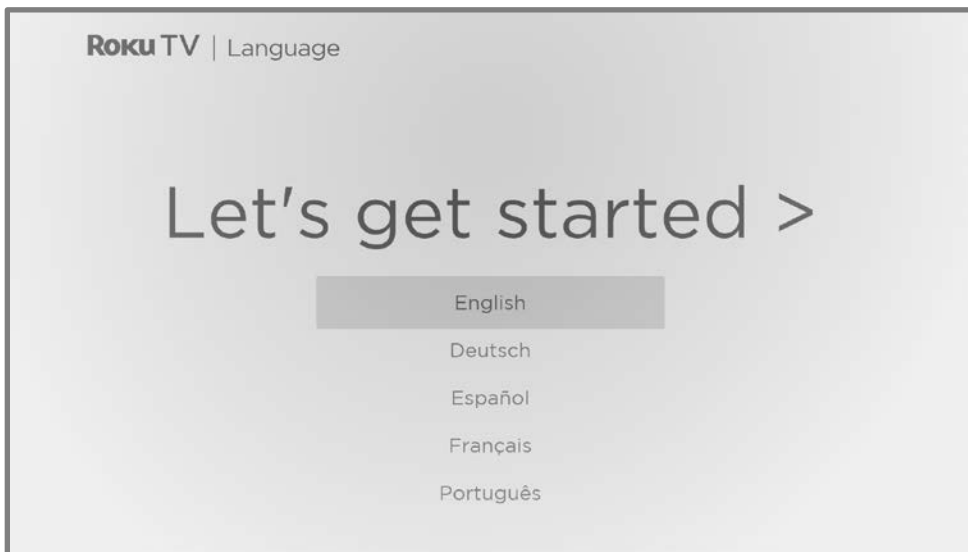 Roku TV | Language
Let's get started >
English
Deutsch
Español
Français
Português